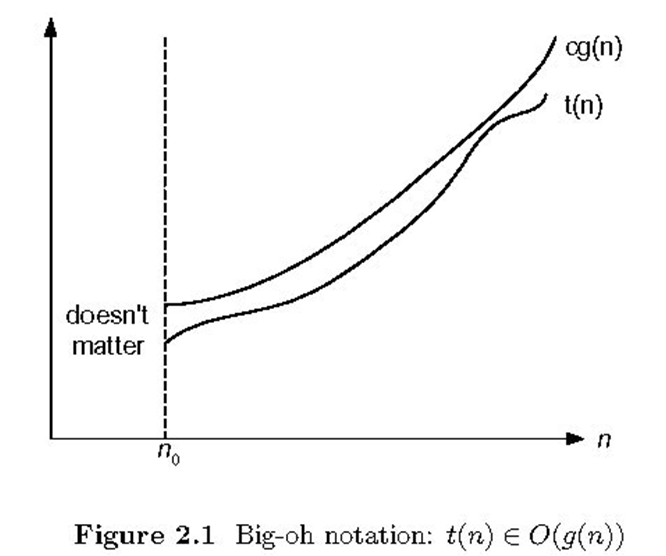 cg(n)
t(n)
doesn't
matter
n
n₀
Figure 2.1 Big-oh notation: t(n) ∈ O(g(n))